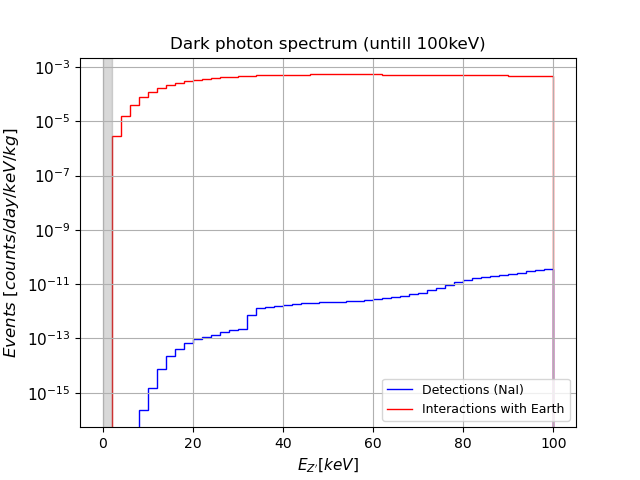 Dark photon spectrum (untill 100keV)
Events [counts/day/keV/kg]
10⁻³
10⁻⁵
10⁻⁷
10⁻⁹
10⁻¹¹
10⁻¹³
10⁻¹⁵
Detections (NaI)
Interactions with Earth
0 20 40 60 80 100
E_{Z'}[keV]